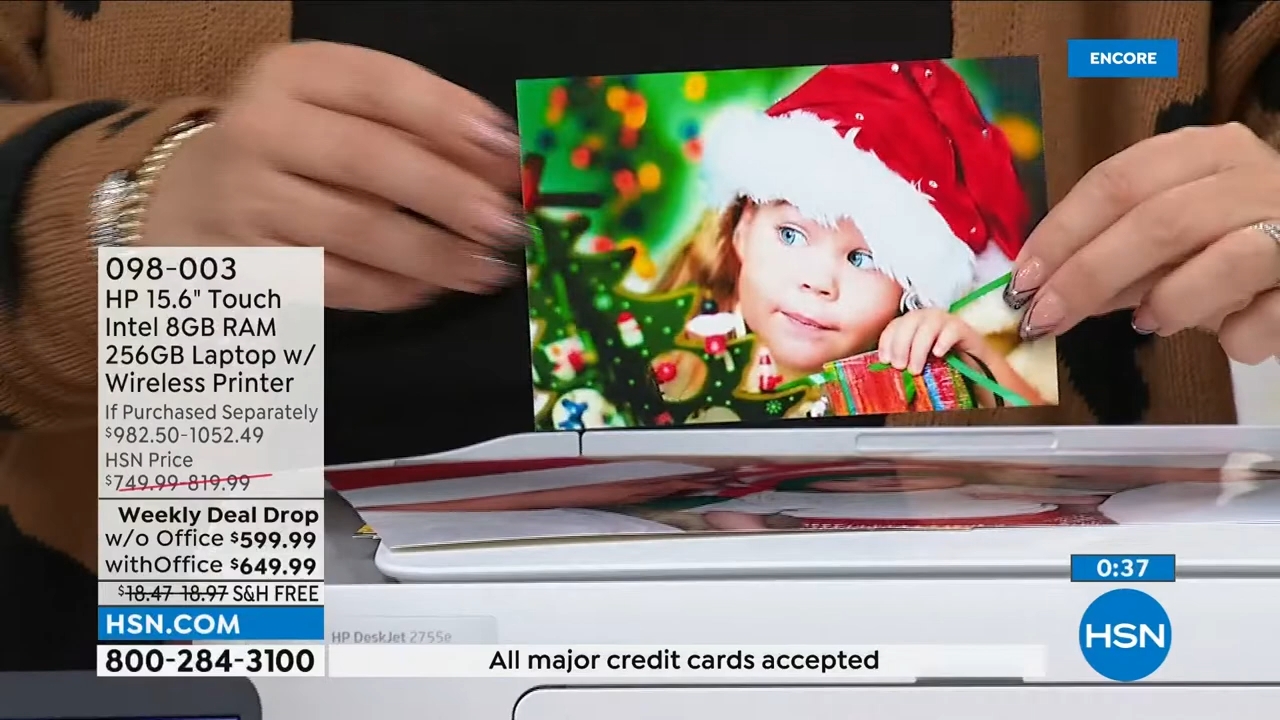 ENCORE
098-003
HP 15.6" Touch
Intel 8GB RAM
256GB Laptop w/
Wireless Printer
If Purchased Separately
$982.50-1052.49
HSN Price
$749.99-819.99
Weekly Deal Drop
w/o Office $599.99
withOffice $649.99
$18.47-18.97 S&H FREE
HSN.COM
800-284-3100
HP DeskJet 2755e
All major credit cards accepted
0:37
HSN